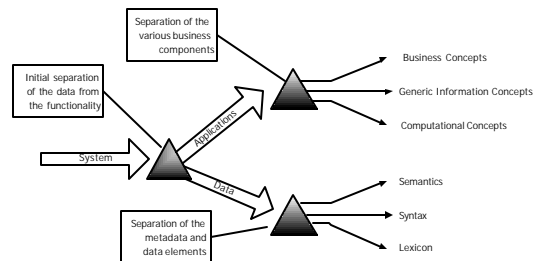 Separation of the
various business
components
Business Concepts
Initial separation
of the data from
the functionality
Generic Information Concepts
Applications
Computational Concepts
System
Data
Semantics
Syntax
Separation of the
metadata and
data elements
Lexicon